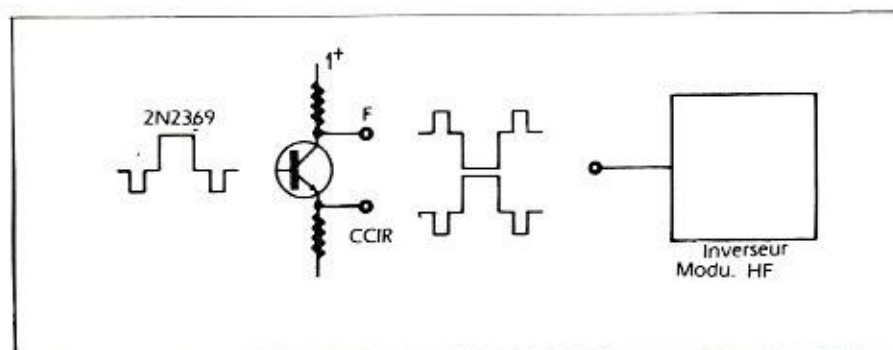 1+
2N2369
F
CCIR
Inverseur
Modu. HF